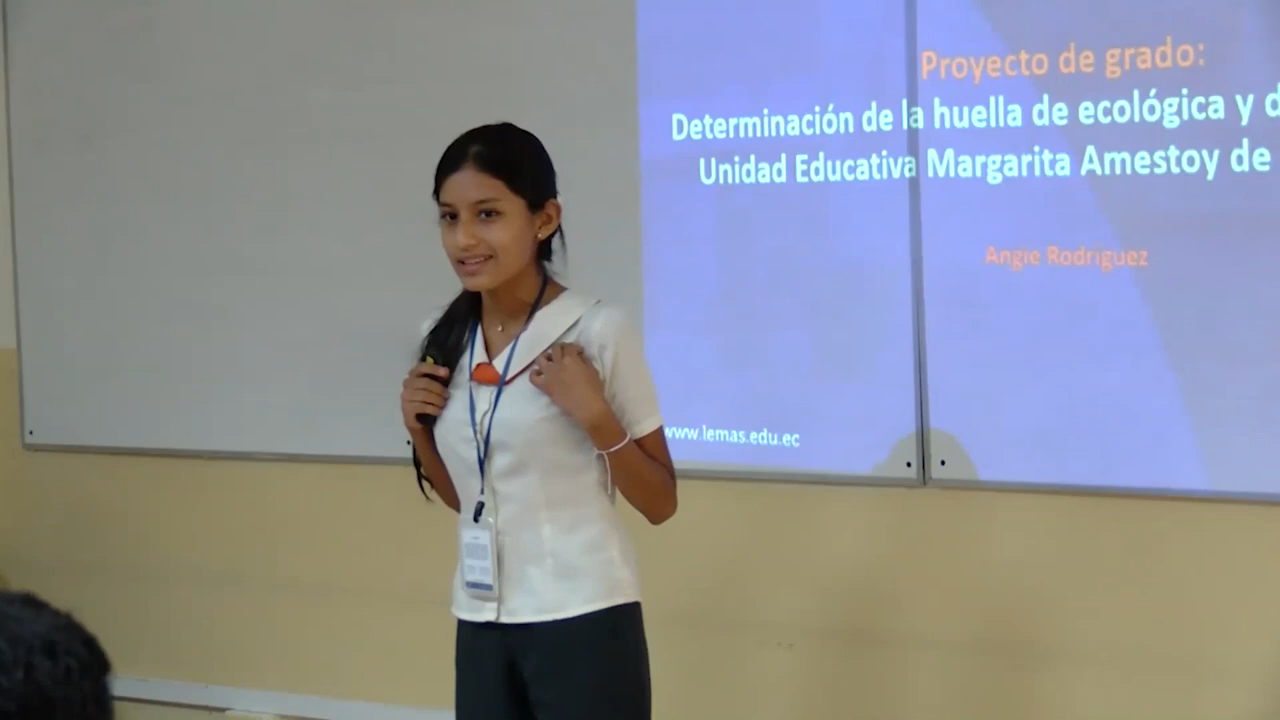 Proyecto de grado:
Determinación de la huella de ecológica y d
Unidad Educativa Margarita Amestoy de
Angie Rodriguez
www.lemas.edu.ec